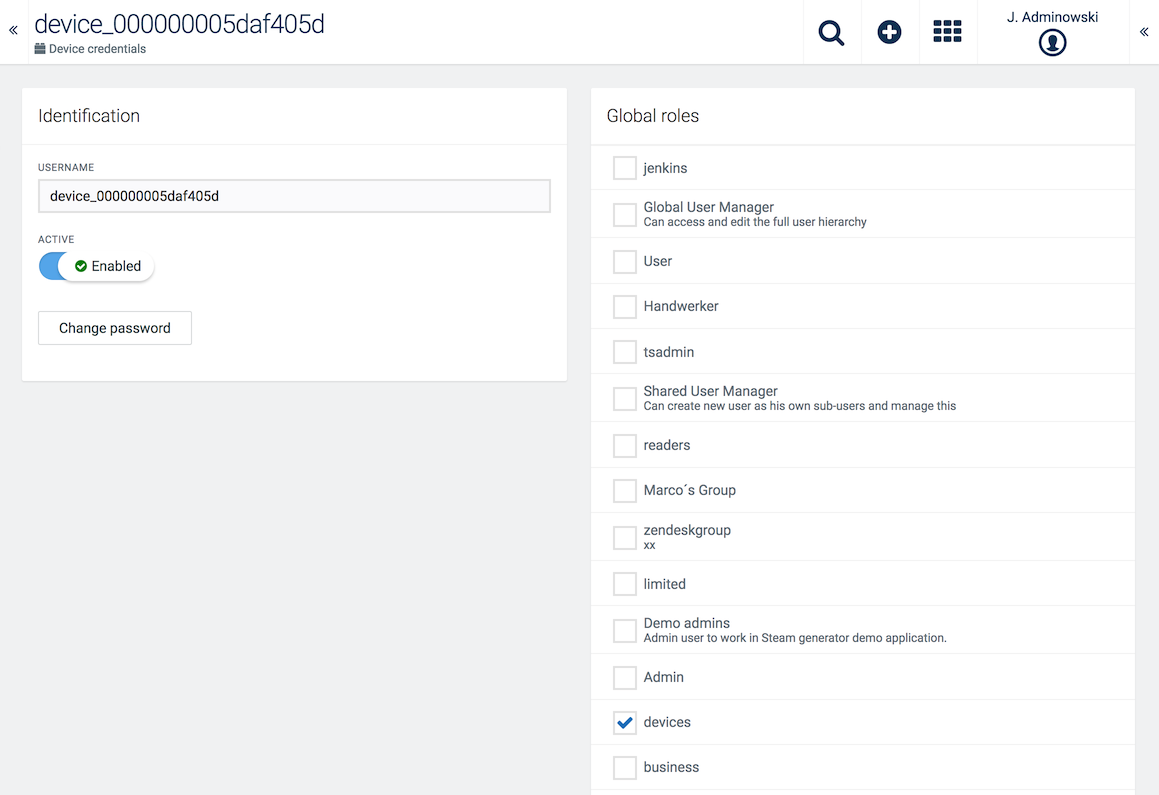 device_000000005daf405d
Device credentials
J. Adminowski
Identification
USERNAME
device_000000005daf405d
ACTIVE
Enabled
Change password
Global roles
jenkins
Global User Manager
Can access and edit the full user hierarchy
User
Handwerker
tsadmin
Shared User Manager
Can create new user as his own sub-users and manage this
readers
Marco´s Group
zendeskgroup
xx
limited
Demo admins
Admin user to work in Steam generator demo application.
Admin
devices
business